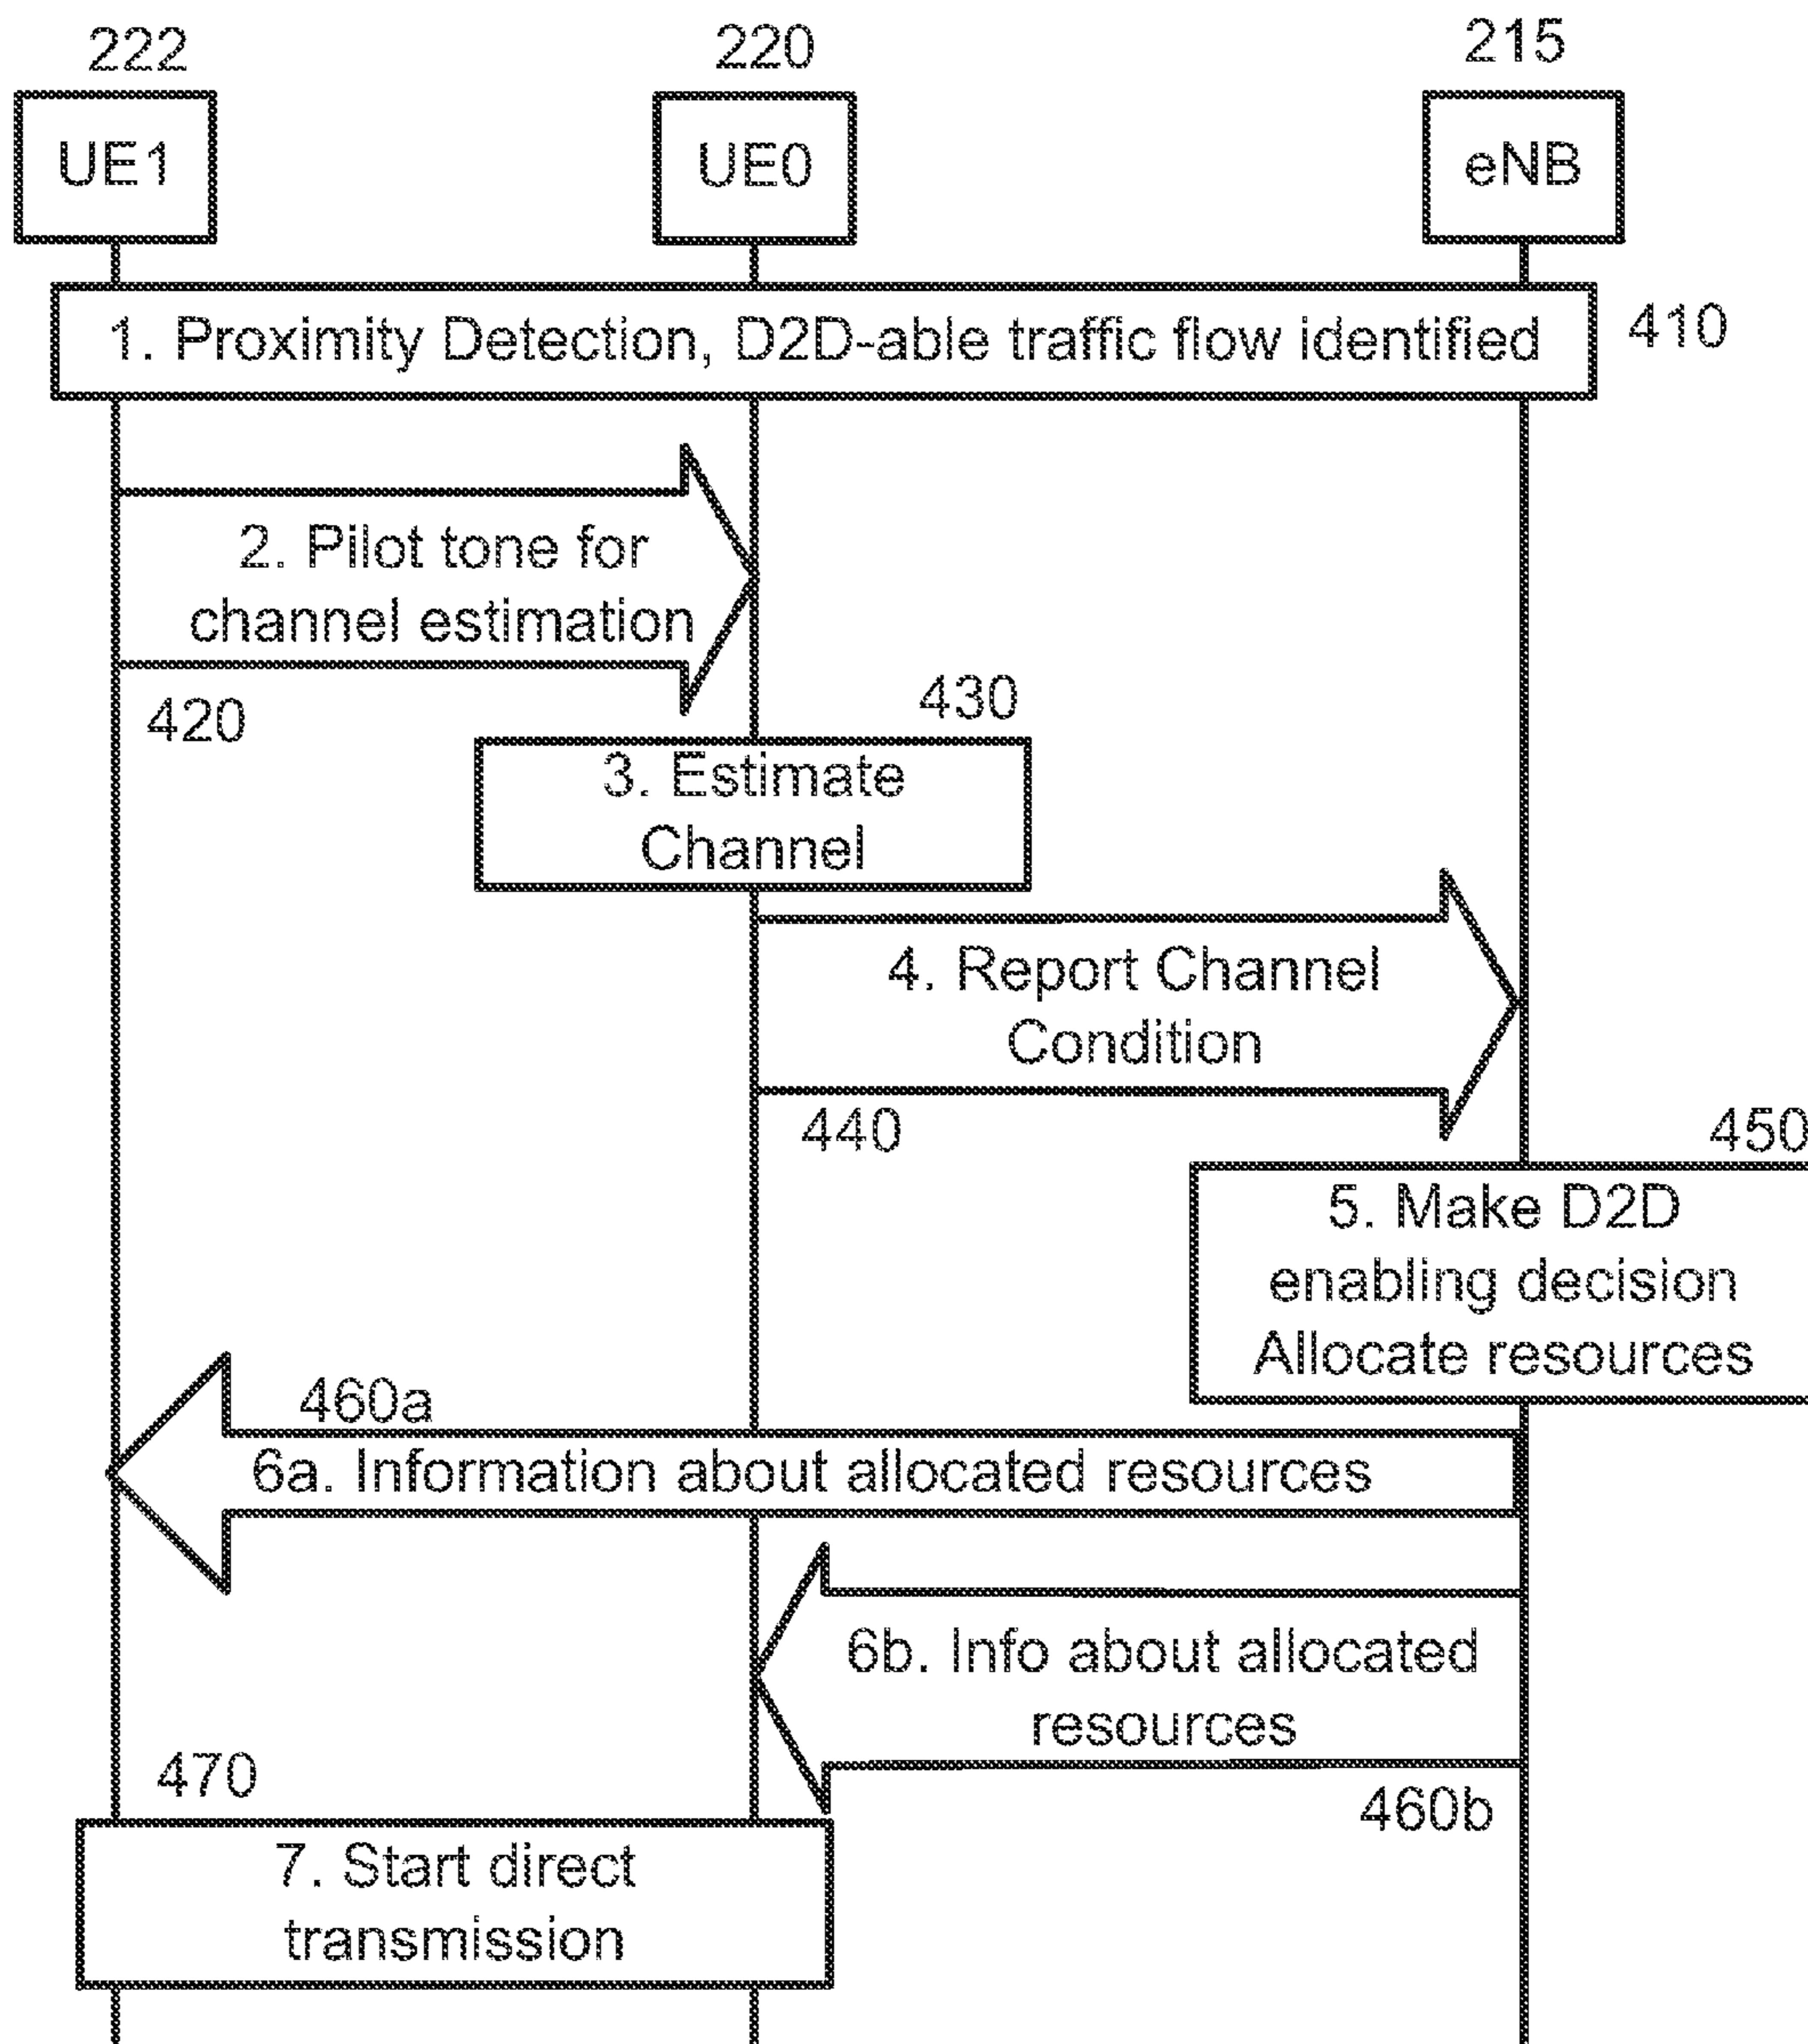 222
220
215
UE1
UE0
eNB
1. Proximity Detection, D2D-able traffic flow identified
410
2. Pilot tone for
channel estimation
420
430
3. Estimate
Channel
4. Report Channel
Condition
440
450
5. Make D2D
enabling decision
Allocate resources
460a
6a. Information about allocated resources
6b. Info about allocated
resources
460b
470
7. Start direct
transmission